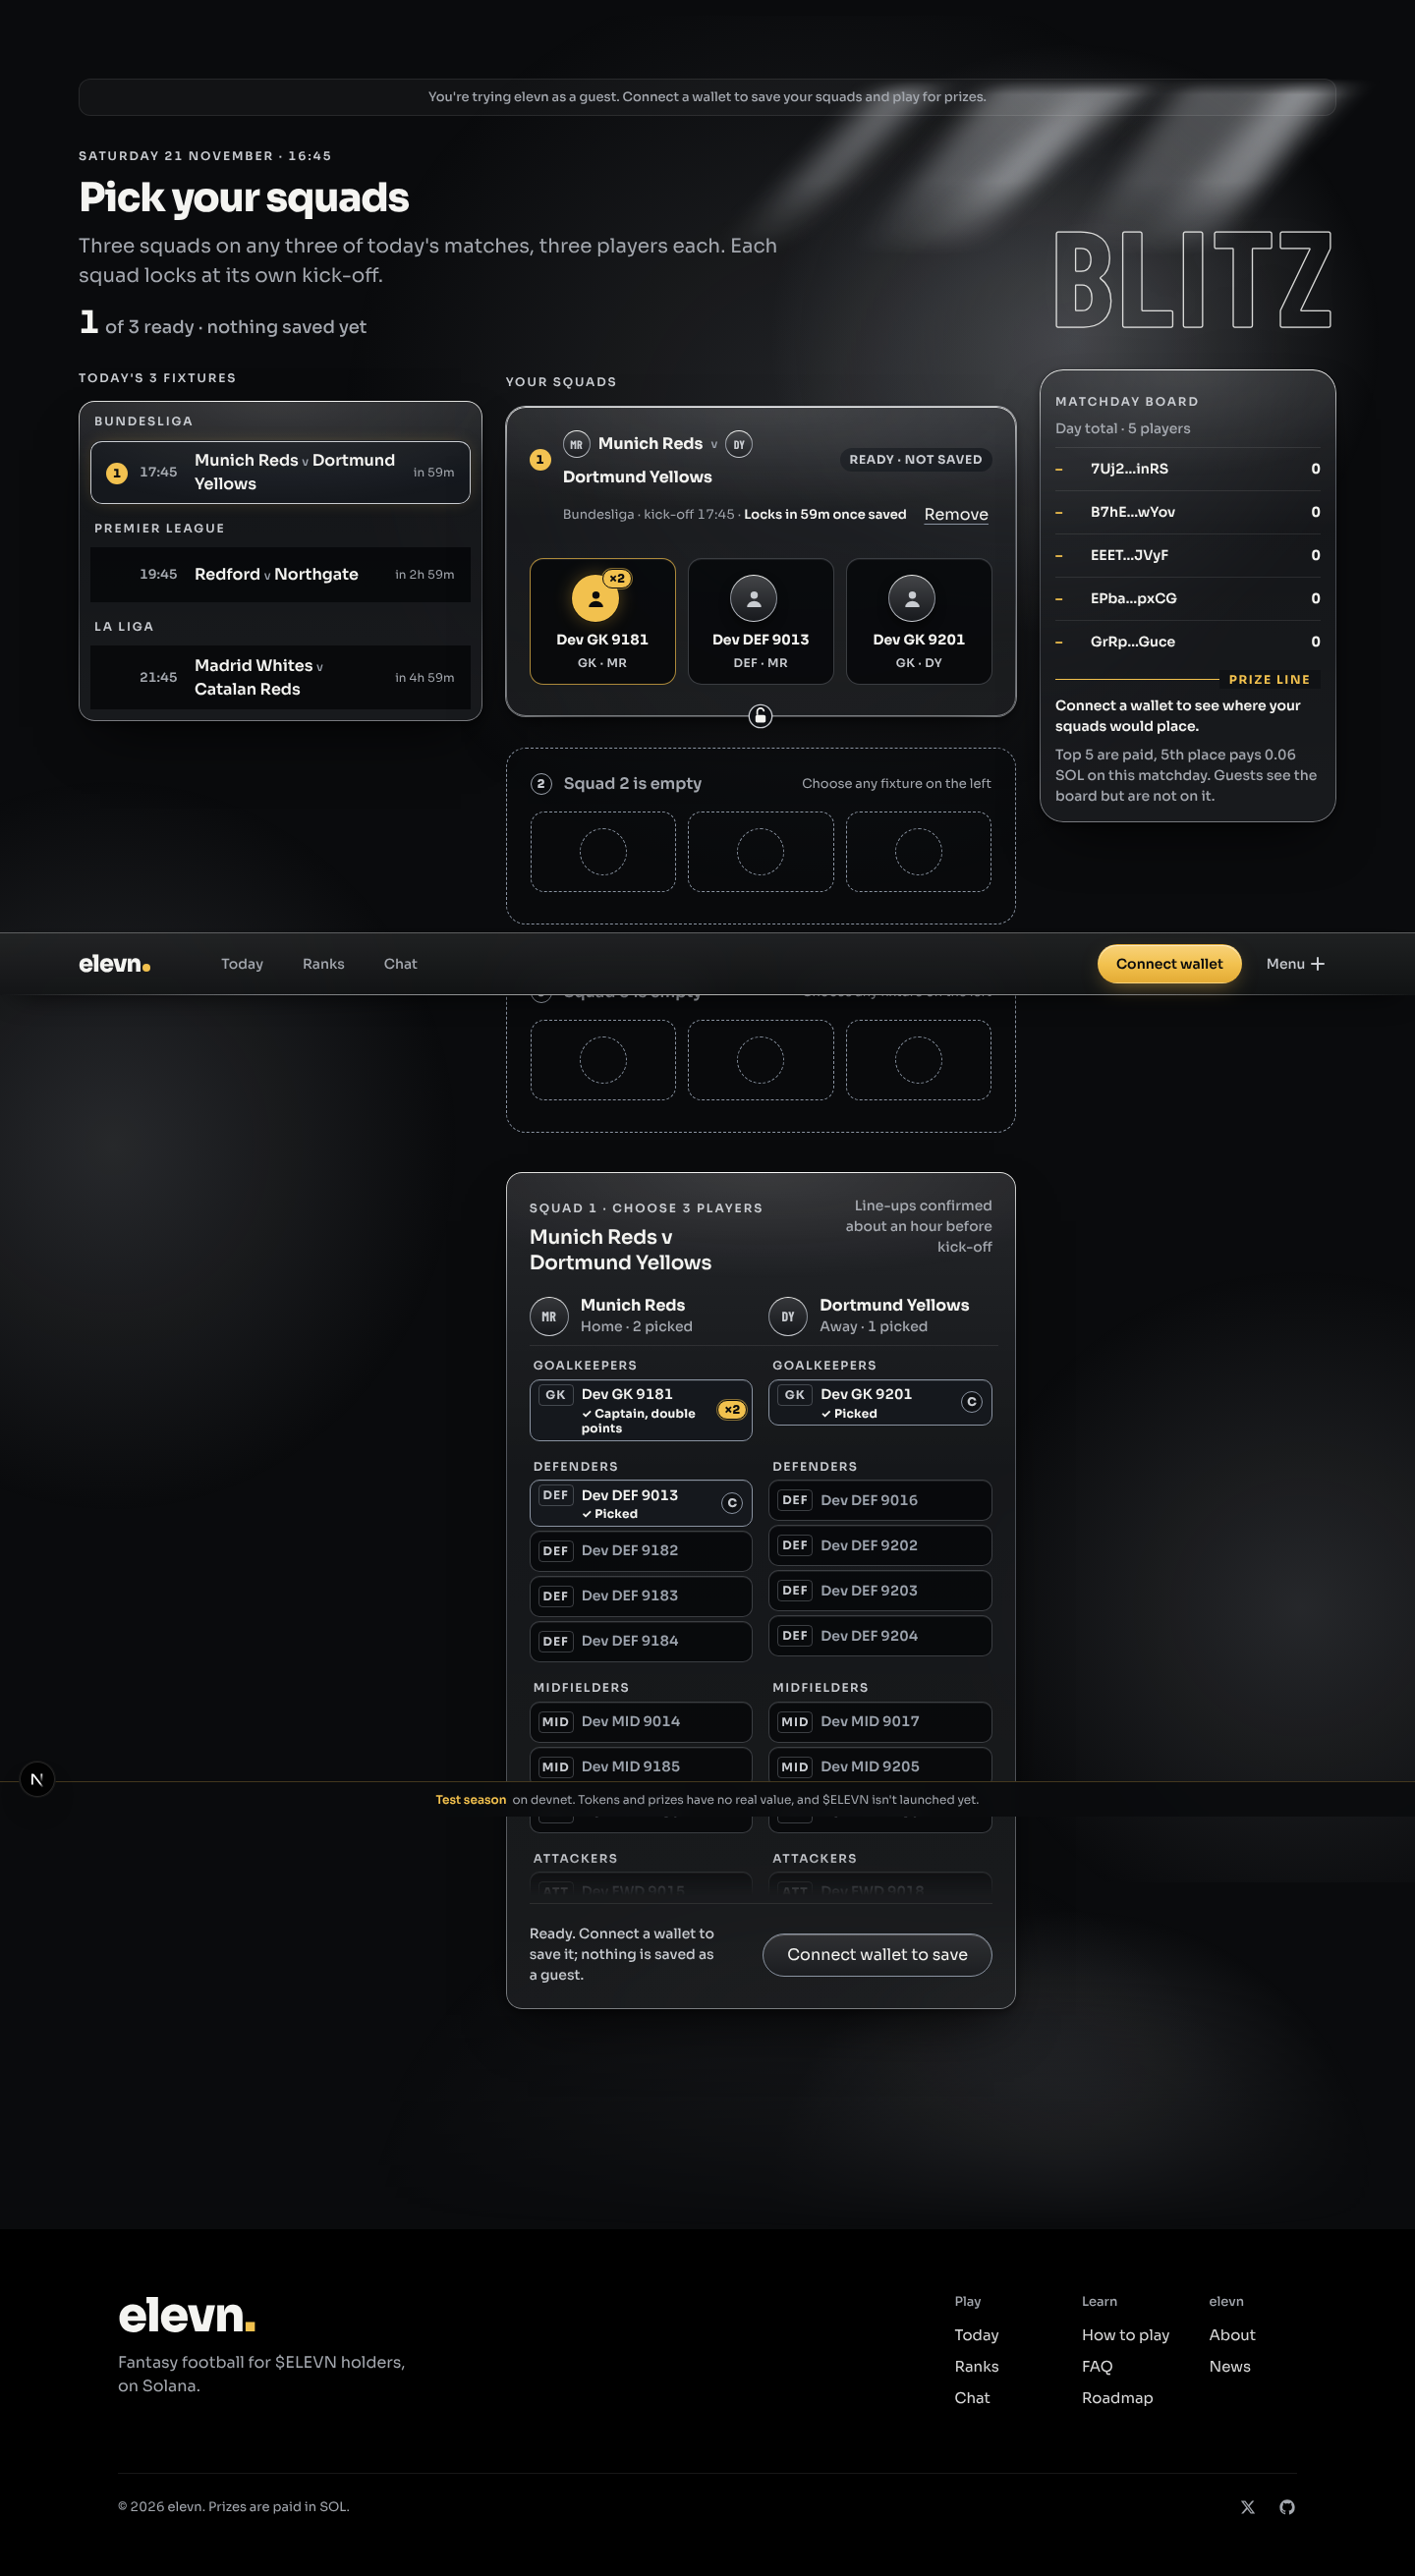 You're trying elevn as a guest. Connect a wallet to save your squads and play for prizes.
SATURDAY 21 NOVEMBER · 16:45
Pick your squads
Three squads on any three of today's matches, three players each. Each
squad locks at its own kick-off.
1 of 3 ready · nothing saved yet
BLITZ
TODAY'S 3 FIXTURES
BUNDESLIGA
1 17:45 Munich Reds v Dortmund
Yellows
in 59m
PREMIER LEAGUE
19:45 Redford v Northgate in 2h 59m
LA LIGA
21:45 Madrid Whites v
Catalan Reds
in 4h 59m
YOUR SQUADS
1 MR Munich Reds v DY
Dortmund Yellows
READY · NOT SAVED
Bundesliga · kick-off 17:45 · Locks in 59m once saved Remove
×2
Dev GK 9181
GK · MR
Dev DEF 9013
DEF · MR
Dev GK 9201
GK · DY
2 Squad 2 is empty Choose any fixture on the left
MATCHDAY BOARD
Day total · 5 players
– 7Uj2...inRS 0
– B7hE...wYov 0
– EEET...JVyF 0
– EPba...pxCG 0
– GrRp...Guce 0
PRIZE LINE
Connect a wallet to see where your
squads would place.
Top 5 are paid, 5th place pays 0.06
SOL on this matchday. Guests see the
board but are not on it.
elevn. Today Ranks Chat Connect wallet Menu
SQUAD 1 · CHOOSE 3 PLAYERS
Munich Reds v
Dortmund Yellows
Line-ups confirmed
about an hour before
kick-off
MR Munich Reds
Home · 2 picked
DY Dortmund Yellows
Away · 1 picked
GOALKEEPERS
GK Dev GK 9181
✓ Captain, double
points
×2
GOALKEEPERS
GK Dev GK 9201
✓ Picked
C
DEFENDERS
DEF Dev DEF 9013
✓ Picked
C
DEF Dev DEF 9182
DEF Dev DEF 9183
DEF Dev DEF 9184
DEFENDERS
DEF Dev DEF 9016
DEF Dev DEF 9202
DEF Dev DEF 9203
DEF Dev DEF 9204
MIDFIELDERS
MID Dev MID 9014
MID Dev MID 9185
MIDFIELDERS
MID Dev MID 9017
MID Dev MID 9205
N
Test season on devnet. Tokens and prizes have no real value, and $ELEVN isn't launched yet.
ATTACKERS
ATT Dev FWD 9015
ATTACKERS
ATT Dev FWD 9018
Ready. Connect a wallet to
save it; nothing is saved as
a guest.
Connect wallet to save
elevn.
Fantasy football for $ELEVN holders,
on Solana.
Play
Today
Ranks
Chat
Learn
How to play
FAQ
Roadmap
elevn
About
News
© 2026 elevn. Prizes are paid in SOL.